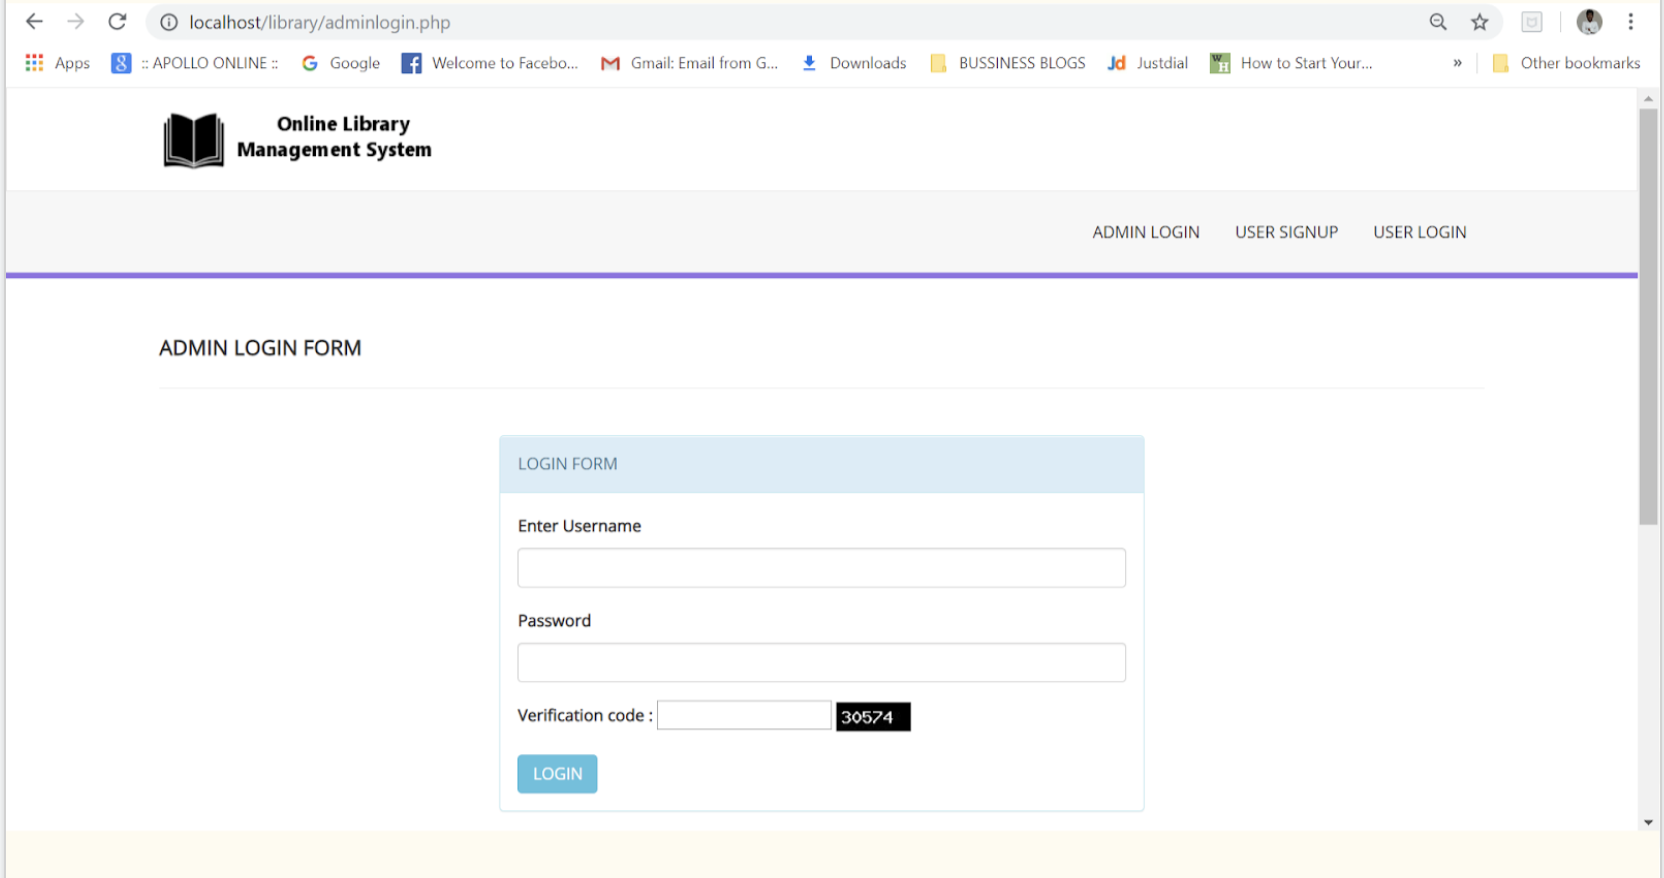 localhost/library/adminlogin.php
Apps :: APOLLO ONLINE :: Google Welcome to Facebo... Gmail: Email from G... Downloads BUSSINESS BLOGS Jd Justdial WH How to Start Your... » Other bookmarks
Online Library
Management System
ADMIN LOGIN USER SIGNUP USER LOGIN
ADMIN LOGIN FORM
LOGIN FORM
Enter Username
Password
Verification code : 30574
LOGIN